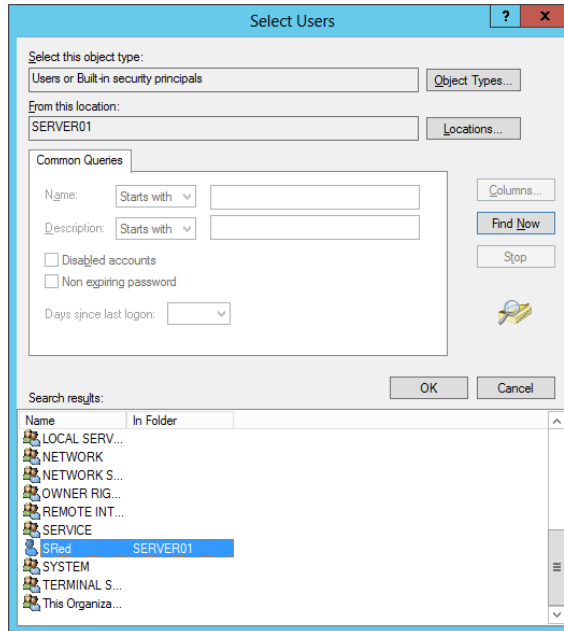 Select Users
?
x
Select this object type:
Users or Built-in security principals
Object Types...
From this location:
SERVER01
Locations...
Common Queries
Name: Starts with
Description: Starts with
Disabled accounts
Non expiring password
Days since last logon:
Columns...
Find Now
Stop
OK
Cancel
Search results:
Name In Folder
LOCAL SERV...
NETWORK
NETWORK S...
OWNER RIG...
REMOTE INT...
SERVICE
SRed SERVER01
SYSTEM
TERMINAL S...
This Organiza...